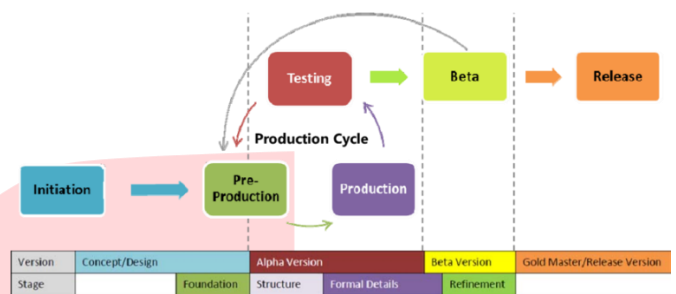 Testing
Beta
Release
Production Cycle
Initiation
Pre-
Production
Production
Version Concept/Design Alpha Version Beta Version Gold Master/Release Version
Stage Foundation Structure Formal Details Refinement